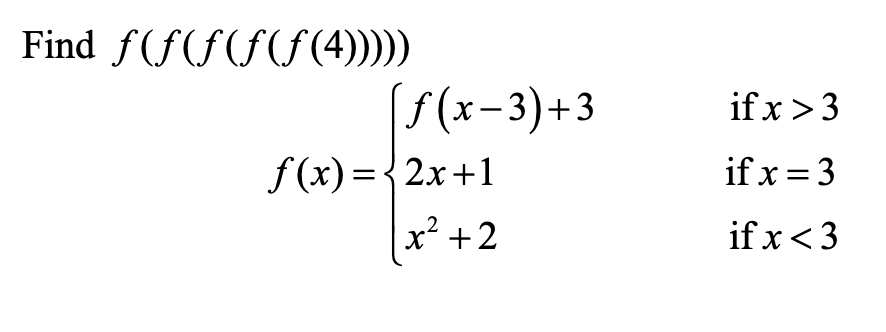 Find f(f(f(f(f(4)))))
f(x) = { f(x−3)+3 if x > 3
2x+1 if x = 3
x² + 2 if x < 3